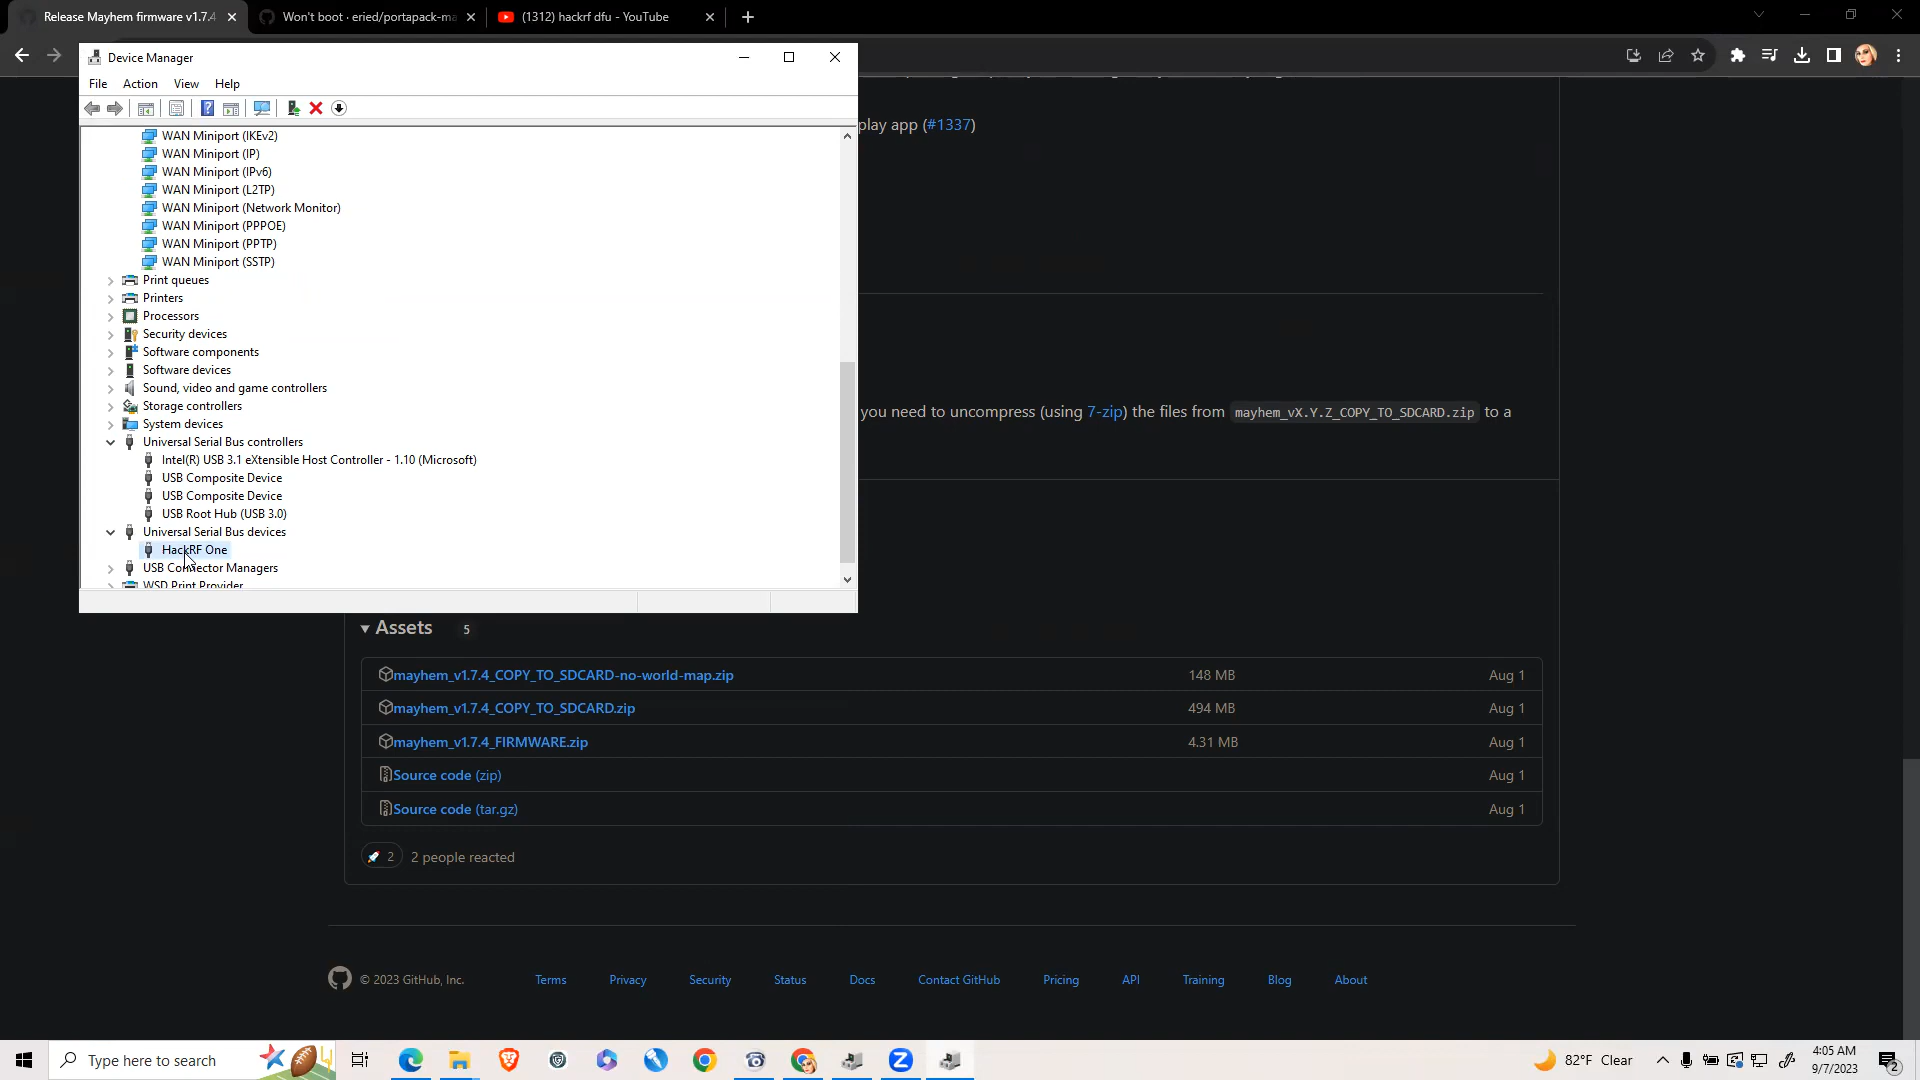 Release Mayhem firmware v1.7.4
Won't boot · eried/portapack-ma
(1312) hackrf dfu - YouTube
Device Manager
File Action View Help
WAN Miniport (IKEv2)
WAN Miniport (IP)
WAN Miniport (IPv6)
WAN Miniport (L2TP)
WAN Miniport (Network Monitor)
WAN Miniport (PPPOE)
WAN Miniport (PPTP)
WAN Miniport (SSTP)
Print queues
Printers
Processors
Security devices
Software components
Software devices
Sound, video and game controllers
Storage controllers
System devices
Universal Serial Bus controllers
Intel(R) USB 3.1 eXtensible Host Controller - 1.10 (Microsoft)
USB Composite Device
USB Composite Device
USB Root Hub (USB 3.0)
Universal Serial Bus devices
HackRF One
USB Connector Managers
WSD Print Provider
play app (#1337)
you need to uncompress (using 7-zip) the files from mayhem_vX.Y.Z_COPY_TO_SDCARD.zip to a
Assets 5
mayhem_v1.7.4_COPY_TO_SDCARD-no-world-map.zip 148 MB Aug 1
mayhem_v1.7.4_COPY_TO_SDCARD.zip 494 MB Aug 1
mayhem_v1.7.4_FIRMWARE.zip 4.31 MB Aug 1
Source code (zip) Aug 1
Source code (tar.gz) Aug 1
2 2 people reacted
© 2023 GitHub, Inc. Terms Privacy Security Status Docs Contact GitHub Pricing API Training Blog About
Type here to search
82°F Clear
4:05 AM
9/7/2023
2